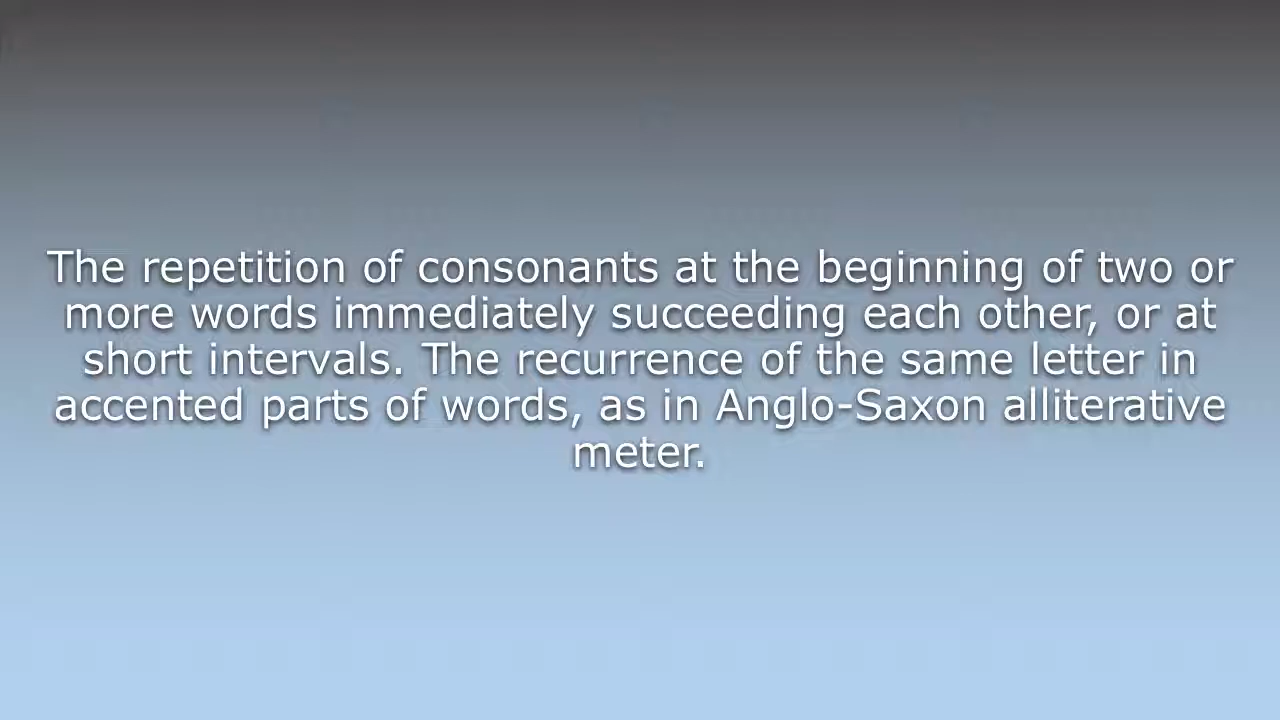 The repetition of consonants at the beginning of two or
more words immediately succeeding each other, or at
short intervals. The recurrence of the same letter in
accented parts of words, as in Anglo-Saxon alliterative
meter.